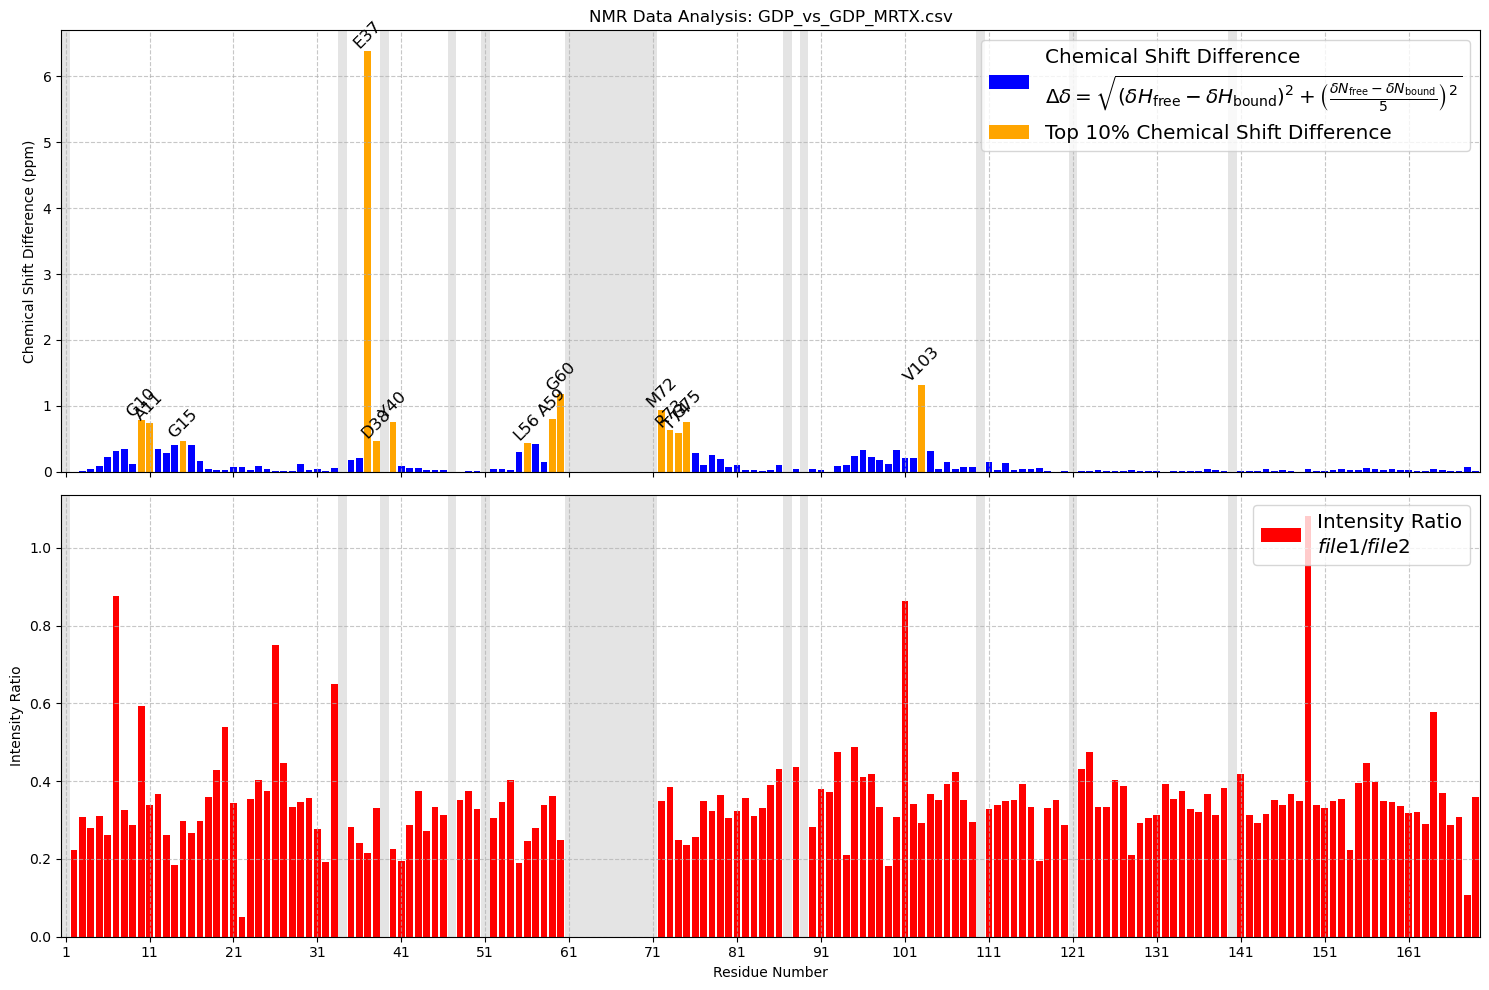 NMR Data Analysis: GDP_vs_GDP_MRTX.csv
Chemical Shift Difference (ppm)
6
5
4
3
2
1
0
Chemical Shift Difference
Δδ = √(δH_free − δH_bound)² + (δN_free − δN_bound / 5)²
Top 10% Chemical Shift Difference
G10
A11
G15
E37
D38
Y40
L56
A59
G60
M72
R73
T74
G75
V103
Intensity Ratio
1.0
0.8
0.6
0.4
0.2
0.0
Intensity Ratio
file1/file2
1 11 21 31 41 51 61 71 81 91 101 111 121 131 141 151 161
Residue Number